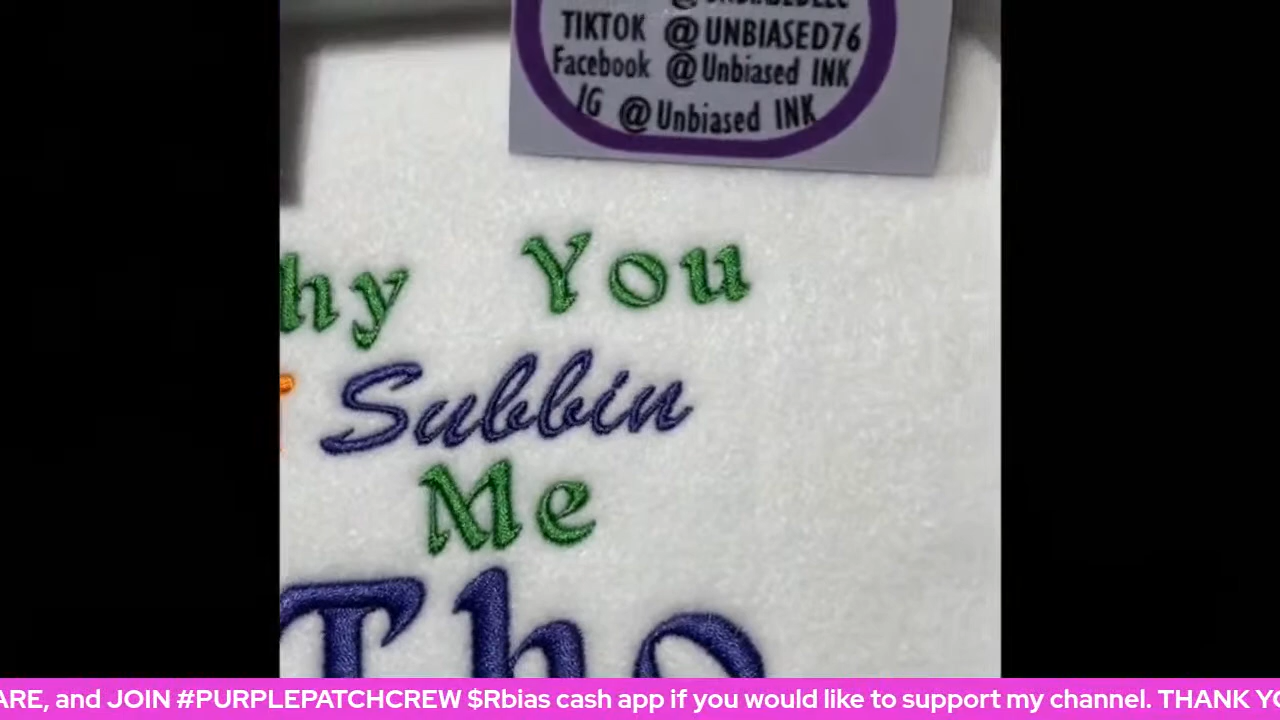 TIKTOK @UNBIASED76
Facebook @Unbiased INK
IG @Unbiased INK
hy You
Subbin
Me
Tho
ARE, and JOIN #PURPLEPATCHCREW $Rbias cash app if you would like to support my channel. THANK YO